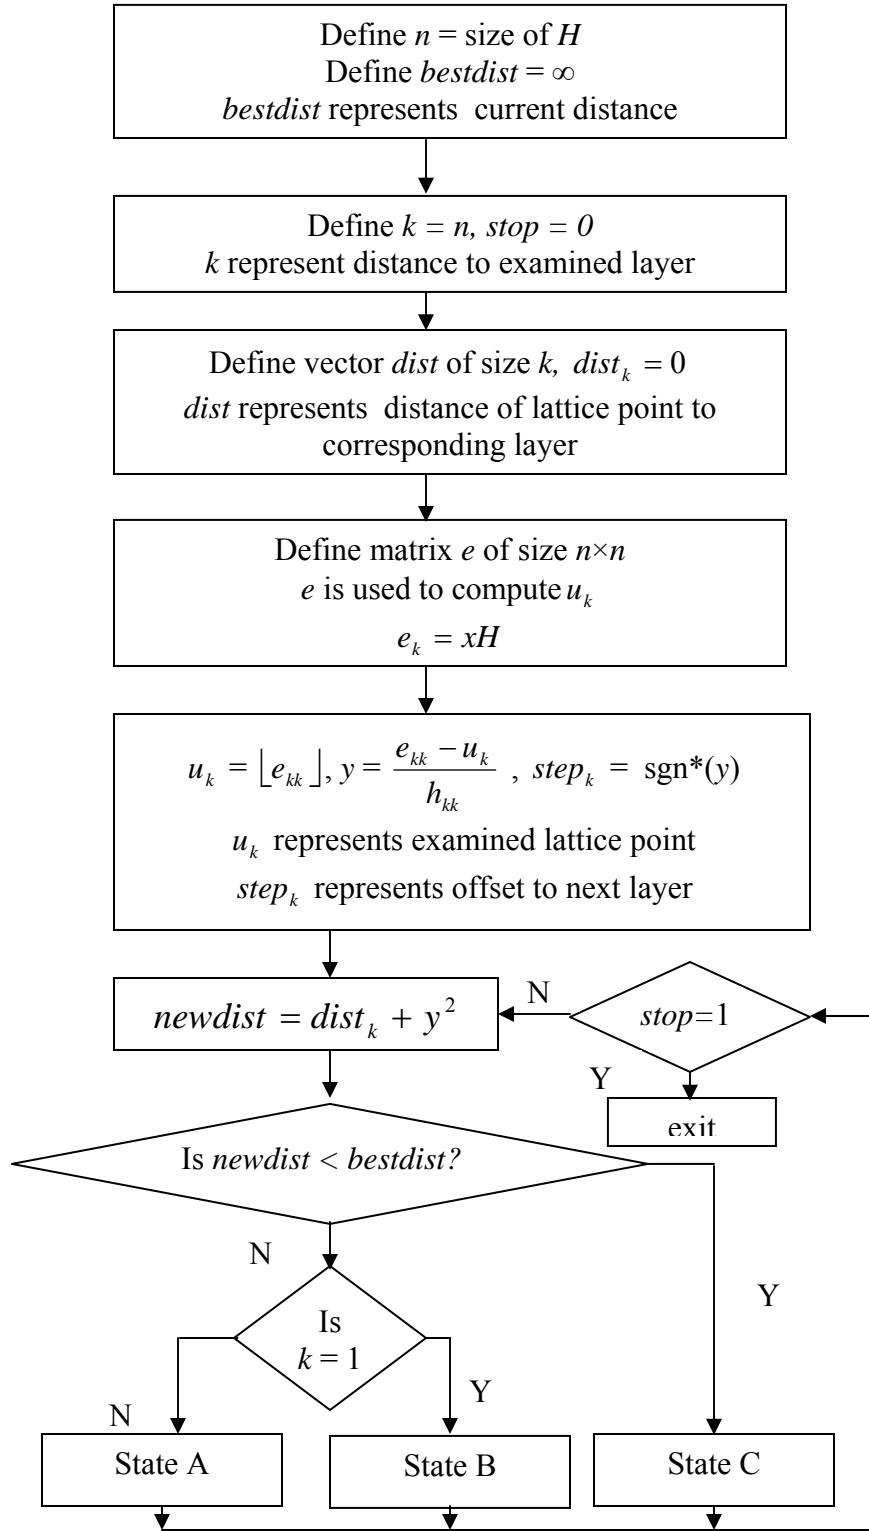 Define n = size of H
Define bestdist = ∞
bestdist represents current distance
Define k = n, stop = 0
k represent distance to examined layer
Define vector dist of size k, dist_k = 0
dist represents distance of lattice point to
corresponding layer
Define matrix e of size n×n
e is used to compute u_k
e_k = xH
u_k = ⌊e_kk⌋, y = (e_kk − u_k)/h_kk , step_k = sgn*(y)
u_k represents examined lattice point
step_k represents offset to next layer
newdist = dist_k + y²
N
stop=1
Y
exit
Is newdist < bestdist?
N
Y
Is
k = 1
N
Y
State A
State B
State C